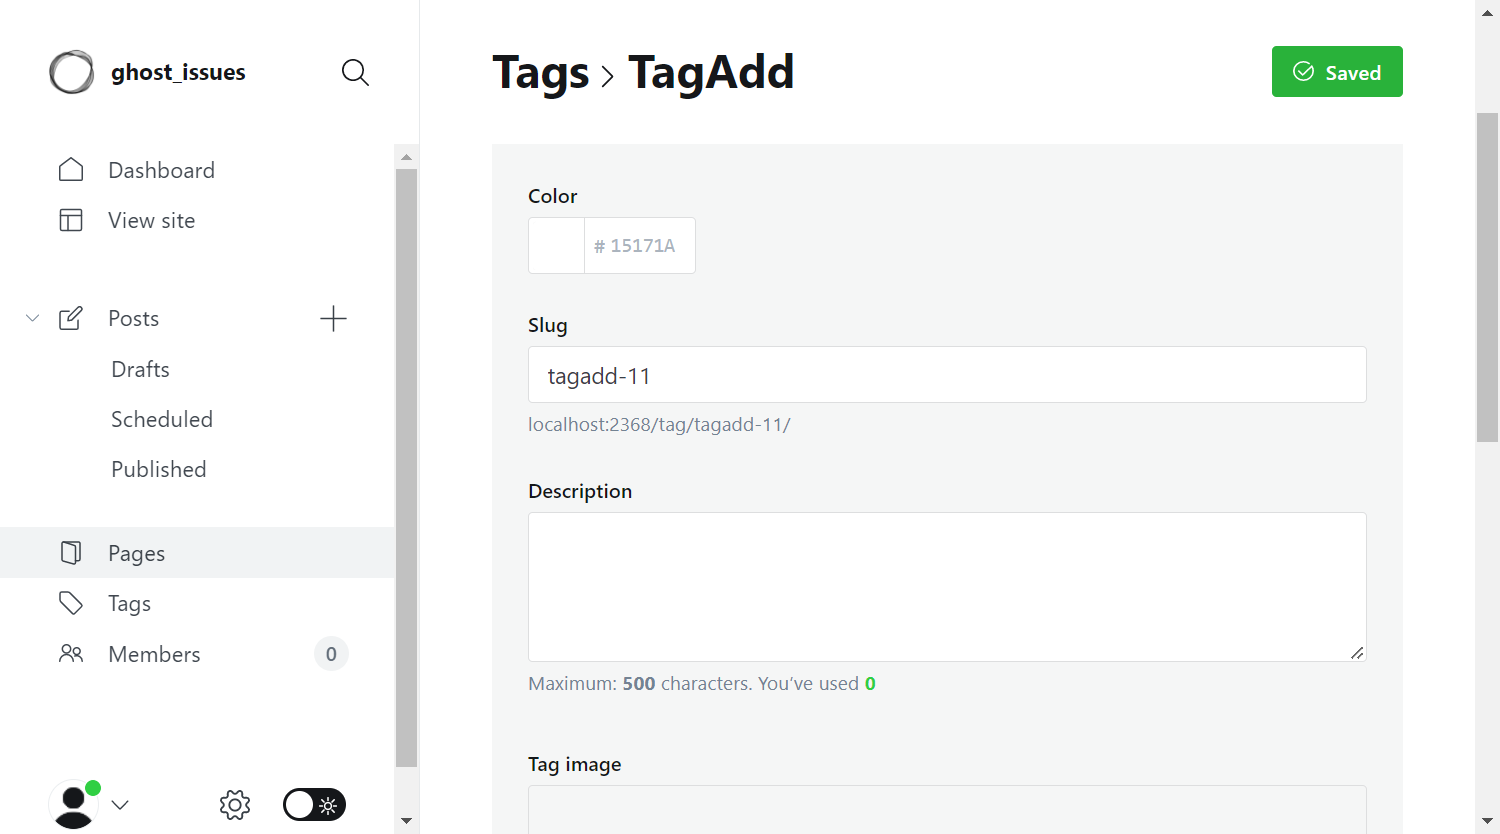 ghost_issues
Dashboard
View site
Posts
Drafts
Scheduled
Published
Pages
Tags
Members 0
Tags > TagAdd
Saved
Color
# 15171A
Slug
tagadd-11
localhost:2368/tag/tagadd-11/
Description
Maximum: 500 characters. You’ve used 0
Tag image